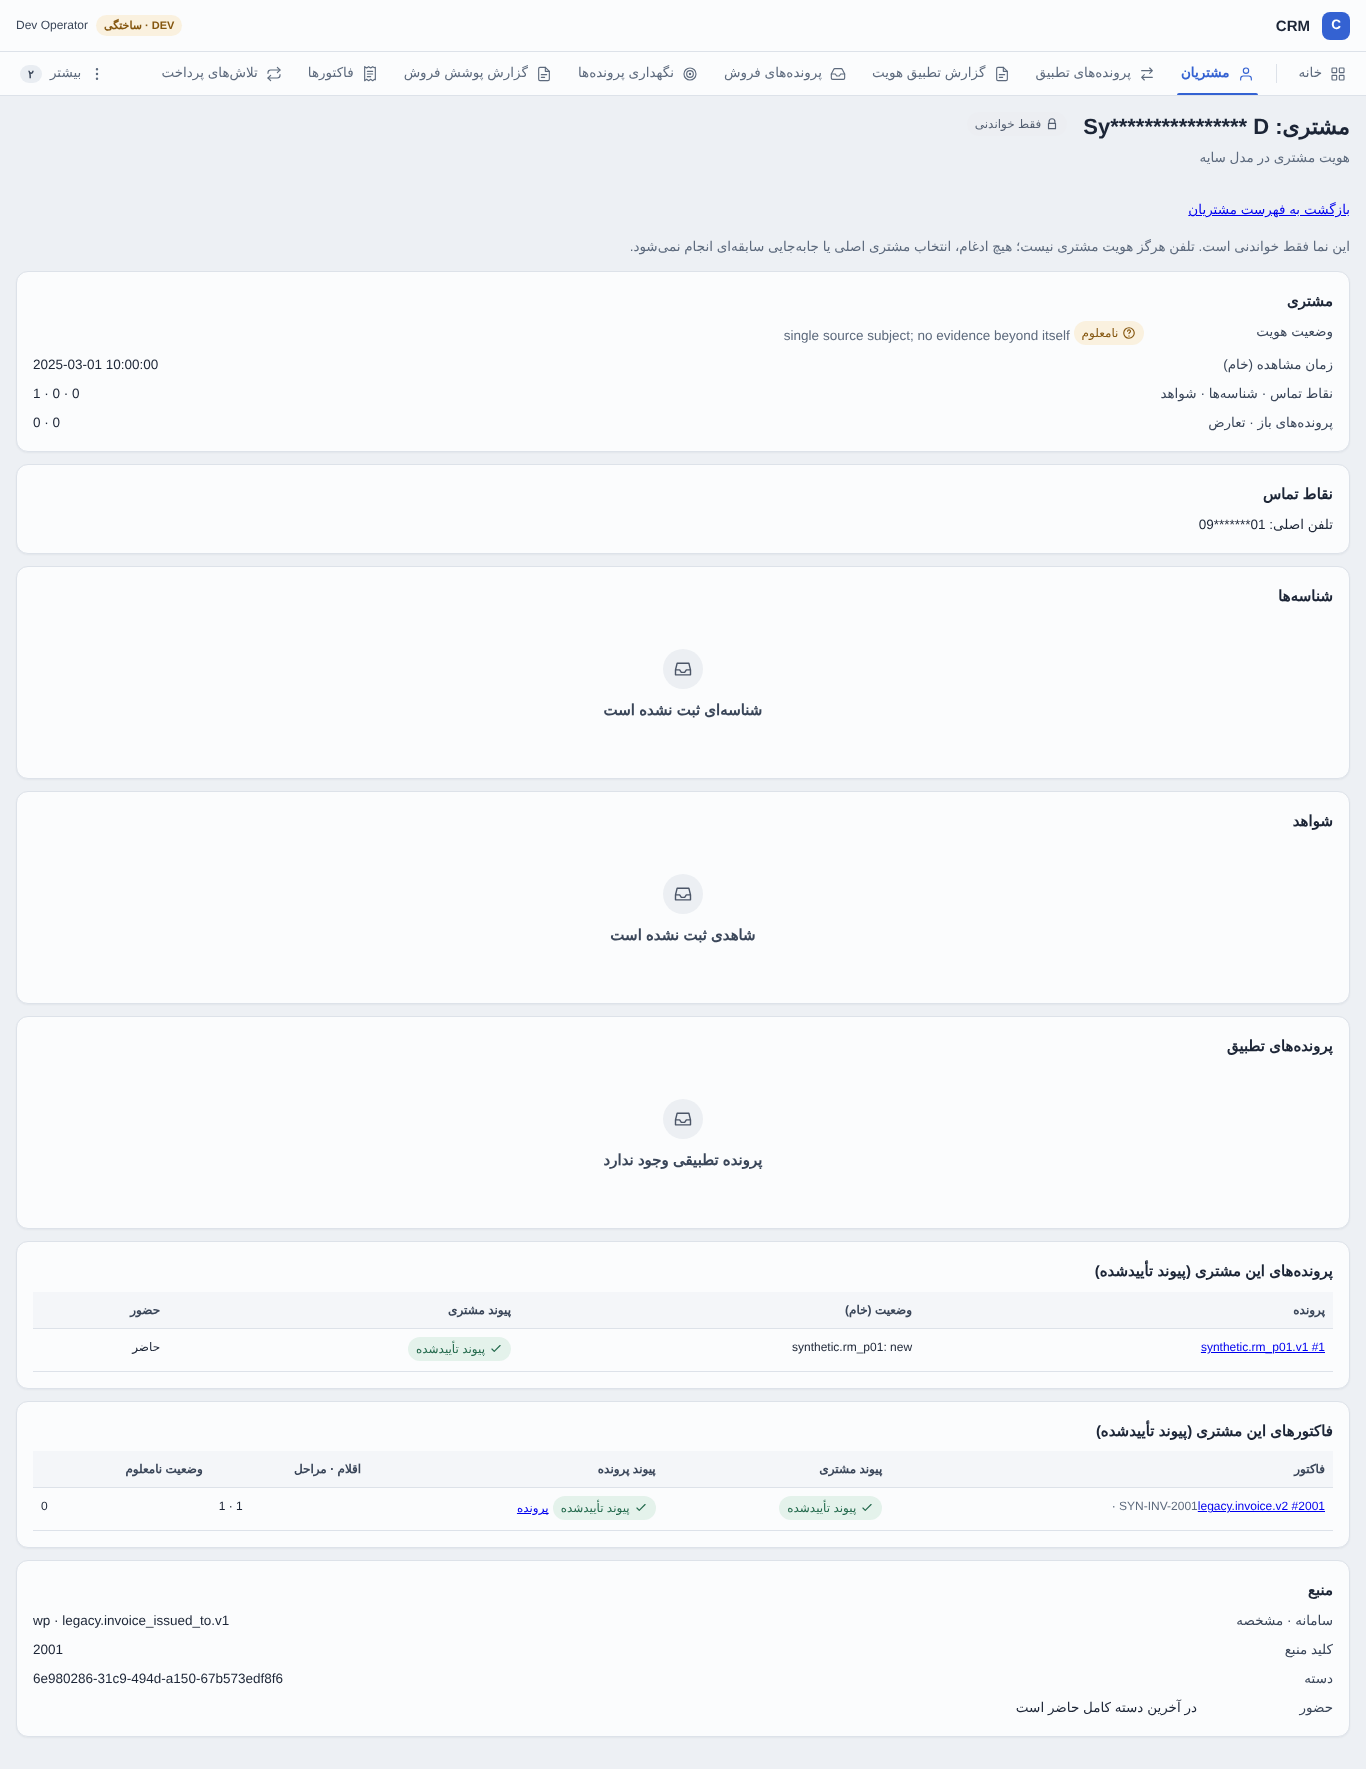 C CRM
DEV · ساختگی Dev Operator
خانه مشتریان پرونده‌های تطبیق گزارش تطبیق هویت پرونده‌های فروش نگهداری پرونده‌ها گزارش پوشش فروش فاکتورها تلاش‌های پرداخت بیشتر ۲
مشتری: Sy**************** D فقط خواندنی
هویت مشتری در مدل سایه
بازگشت به فهرست مشتریان
این نما فقط خواندنی است. تلفن هرگز هویت مشتری نیست؛ هیچ ادغام، انتخاب مشتری اصلی یا جابه‌جایی سابقه‌ای انجام نمی‌شود.
مشتری
وضعیت هویت نامعلوم single source subject; no evidence beyond itself
زمان مشاهده (خام) 2025-03-01 10:00:00
نقاط تماس · شناسه‌ها · شواهد 1 · 0 · 0
پرونده‌های باز · تعارض 0 · 0
نقاط تماس
تلفن اصلی: 09*******01
شناسه‌ها
شناسه‌ای ثبت نشده است
شواهد
شاهدی ثبت نشده است
پرونده‌های تطبیق
پرونده تطبیقی وجود ندارد
پرونده‌های این مشتری (پیوند تأییدشده)
پرونده وضعیت (خام) پیوند مشتری حضور
synthetic.rm_p01.v1 #1 synthetic.rm_p01: new پیوند تأییدشده حاضر
فاکتورهای این مشتری (پیوند تأییدشده)
فاکتور پیوند مشتری پیوند پرونده اقلام · مراحل وضعیت نامعلوم
legacy.invoice.v2 #2001 · SYN-INV-2001 پیوند تأییدشده پیوند تأییدشده پرونده 1 · 1 0
منبع
سامانه · مشخصه wp · legacy.invoice_issued_to.v1
کلید منبع 2001
دسته 6e980286-31c9-494d-a150-67b573edf8f6
حضور در آخرین دسته کامل حاضر است